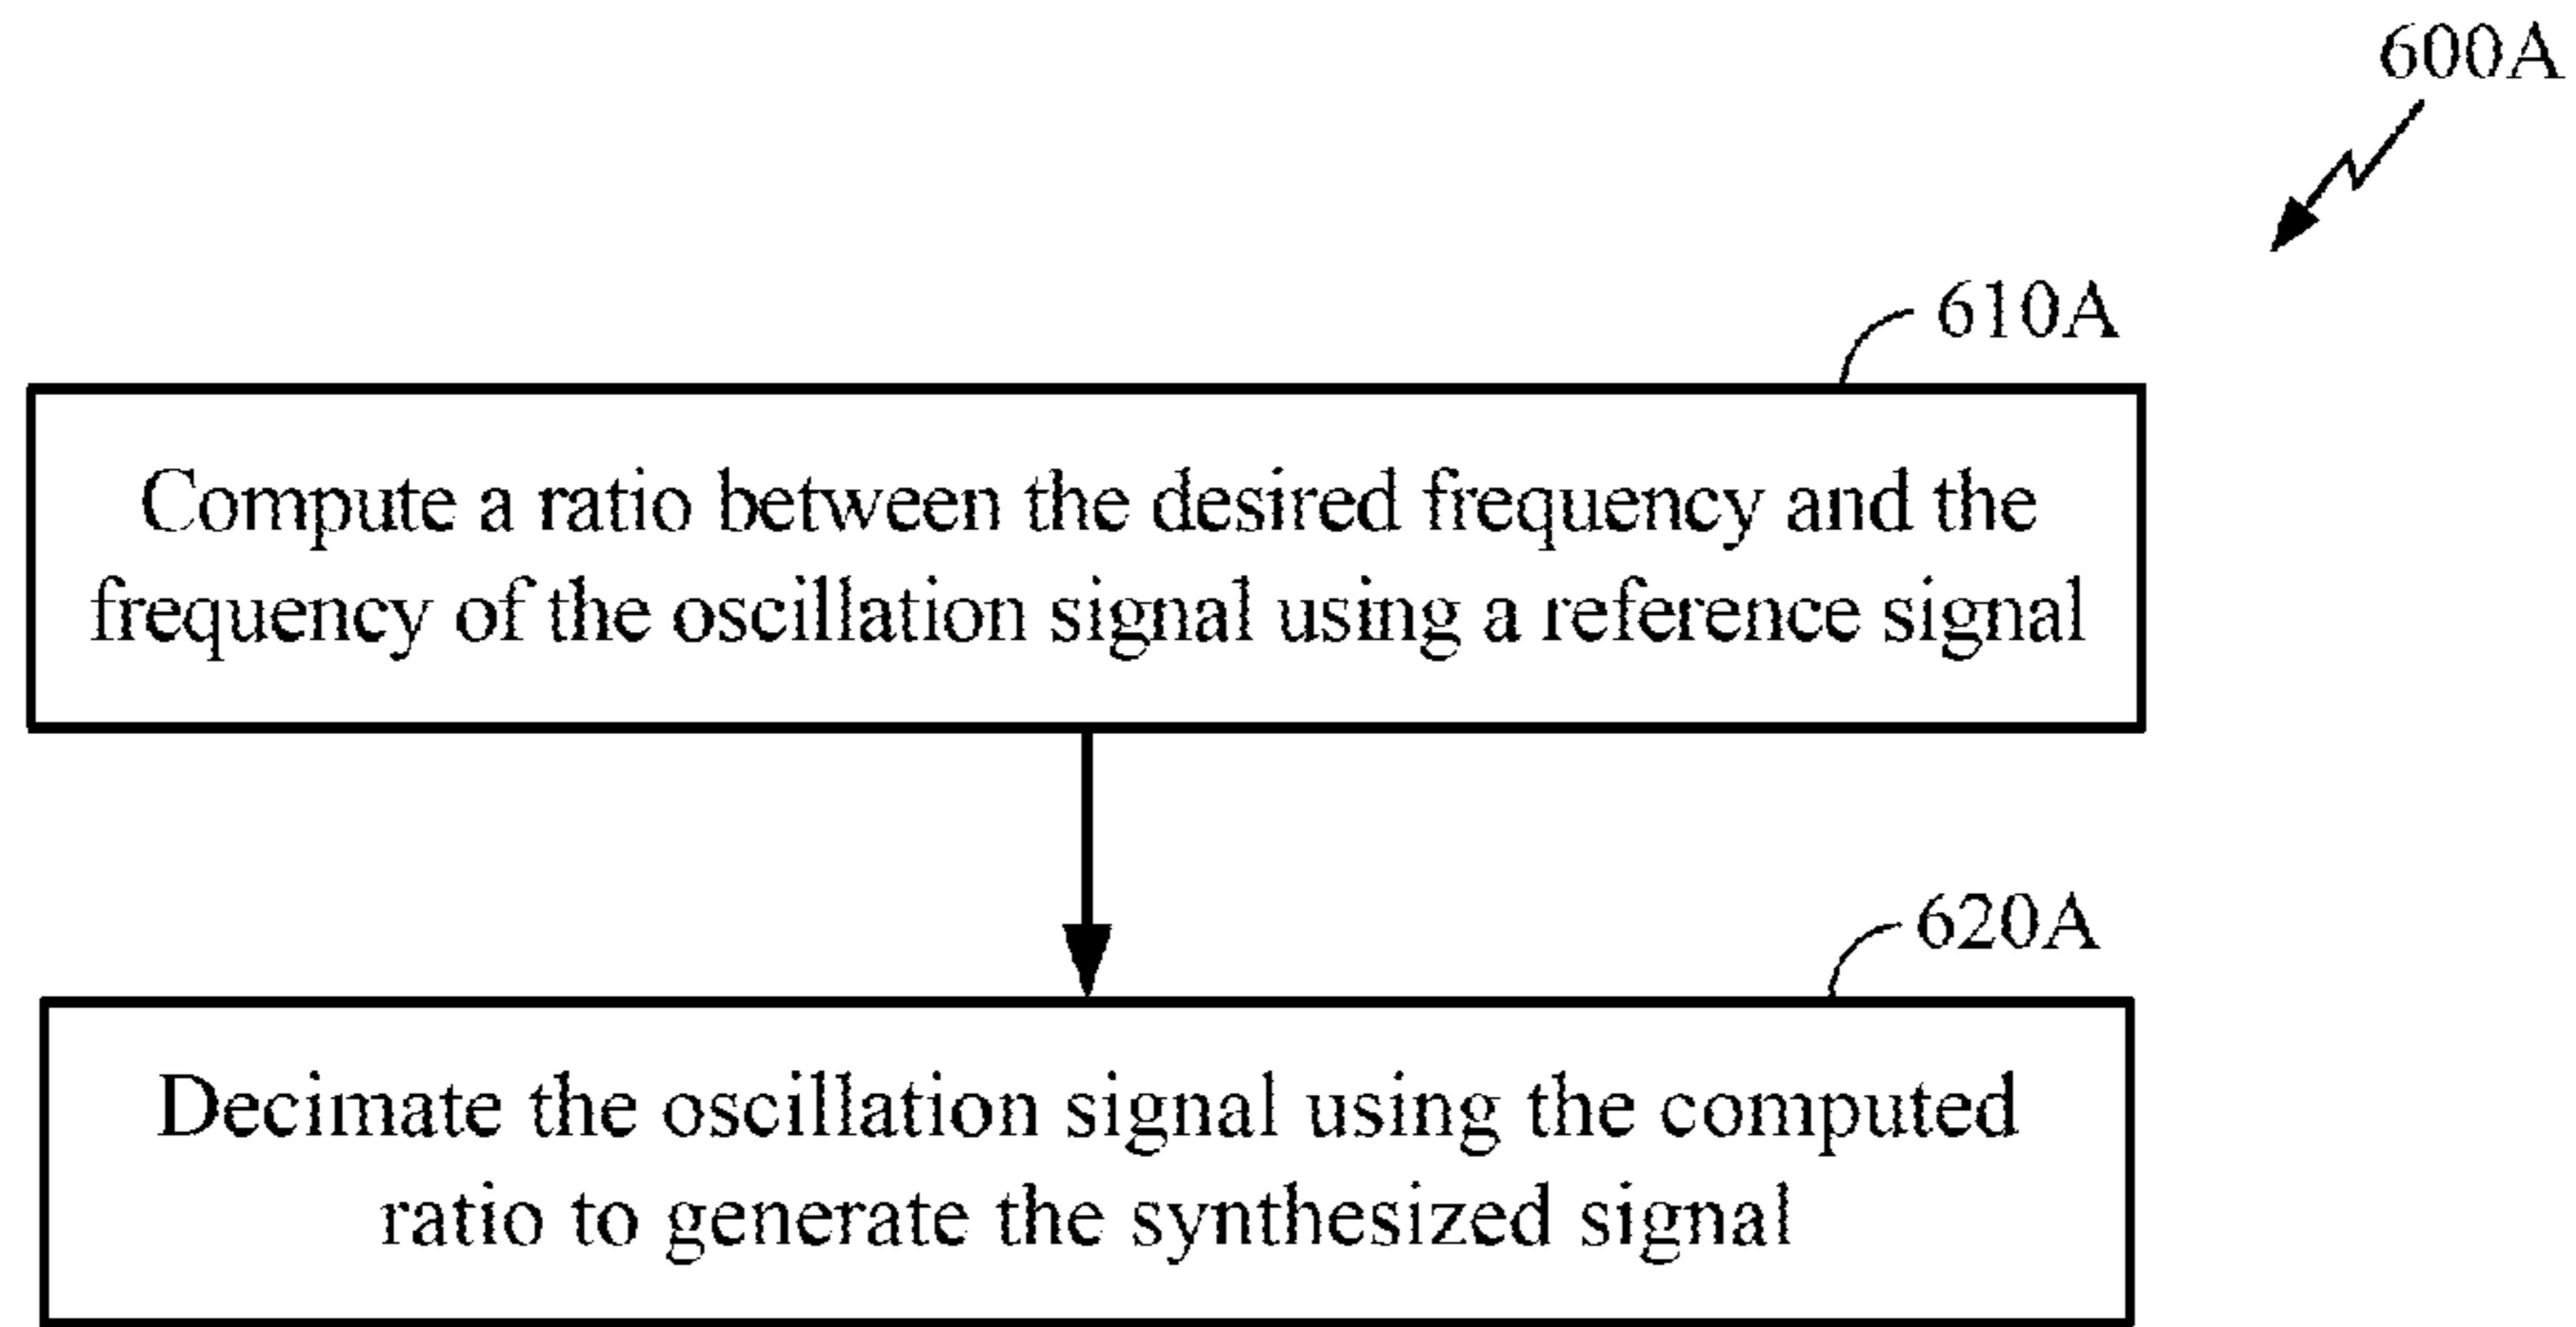 600A
610A
Compute a ratio between the desired frequency and the
frequency of the oscillation signal using a reference signal
620A
Decimate the oscillation signal using the computed
ratio to generate the synthesized signal